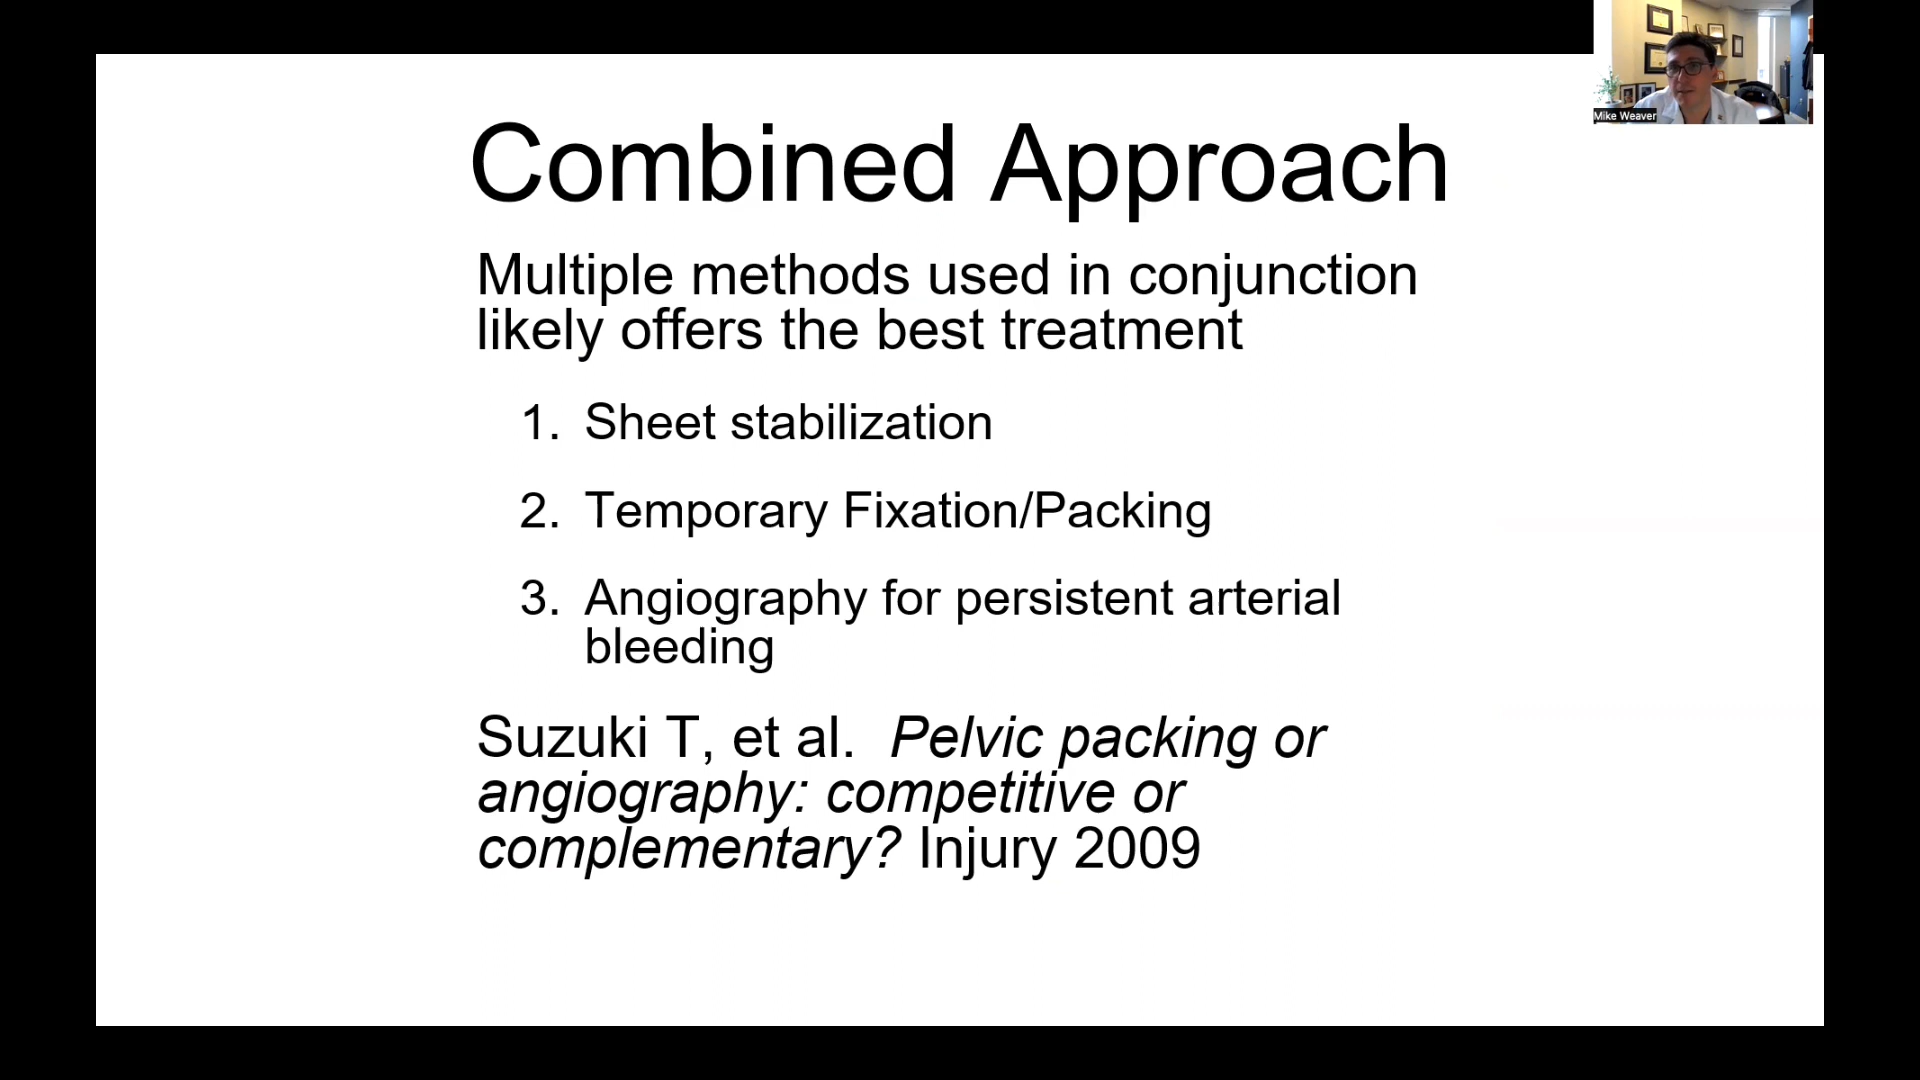 Mike Weaver
Combined Approach
Multiple methods used in conjunction
likely offers the best treatment
1. Sheet stabilization
2. Temporary Fixation/Packing
3. Angiography for persistent arterial
bleeding
Suzuki T, et al. Pelvic packing or
angiography: competitive or
complementary? Injury 2009